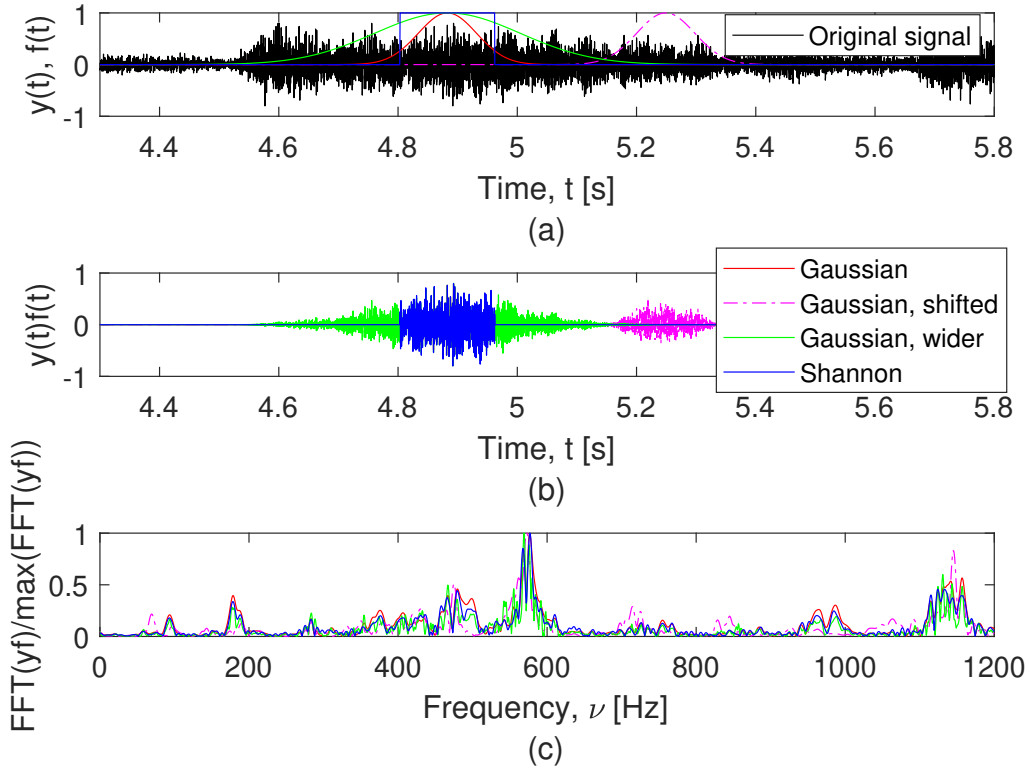 y(t), f(t)
1
0
-1
Original signal
4.4 4.6 4.8 5 5.2 5.4 5.6 5.8
Time, t [s]
(a)
y(t)f(t)
1
0
-1
Gaussian
Gaussian, shifted
Gaussian, wider
Shannon
4.4 4.6 4.8 5 5.2 5.4 5.6 5.8
Time, t [s]
(b)
FFT(yf)/max(FFT(yf))
1
0.5
0
0 200 400 600 800 1000 1200
Frequency, ν [Hz]
(c)